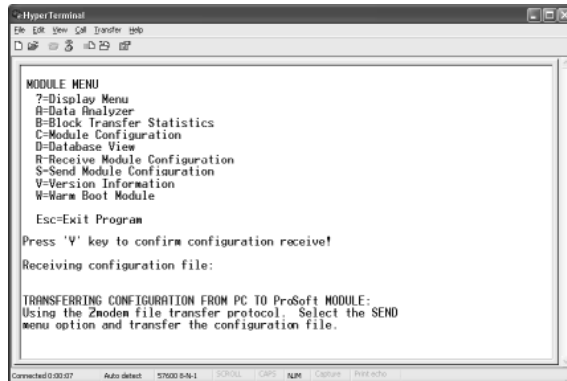 HyperTerminal
File Edit View Call Transfer Help
MODULE MENU
?=Display Menu
A=Data Analyzer
B=Block Transfer Statistics
C=Module Configuration
D=Database View
R=Receive Module Configuration
S=Send Module Configuration
V=Version Information
W=Warm Boot Module
Esc=Exit Program
Press 'Y' key to confirm configuration receive!
Receiving configuration file:
TRANSFERRING CONFIGURATION FROM PC TO ProSoft MODULE:
Using the Zmodem file transfer protocol. Select the SEND
menu option and transfer the configuration file.
Connected 0:00:07 Auto detect 57600 8-N-1 SCROLL CAPS NUM Capture Print echo